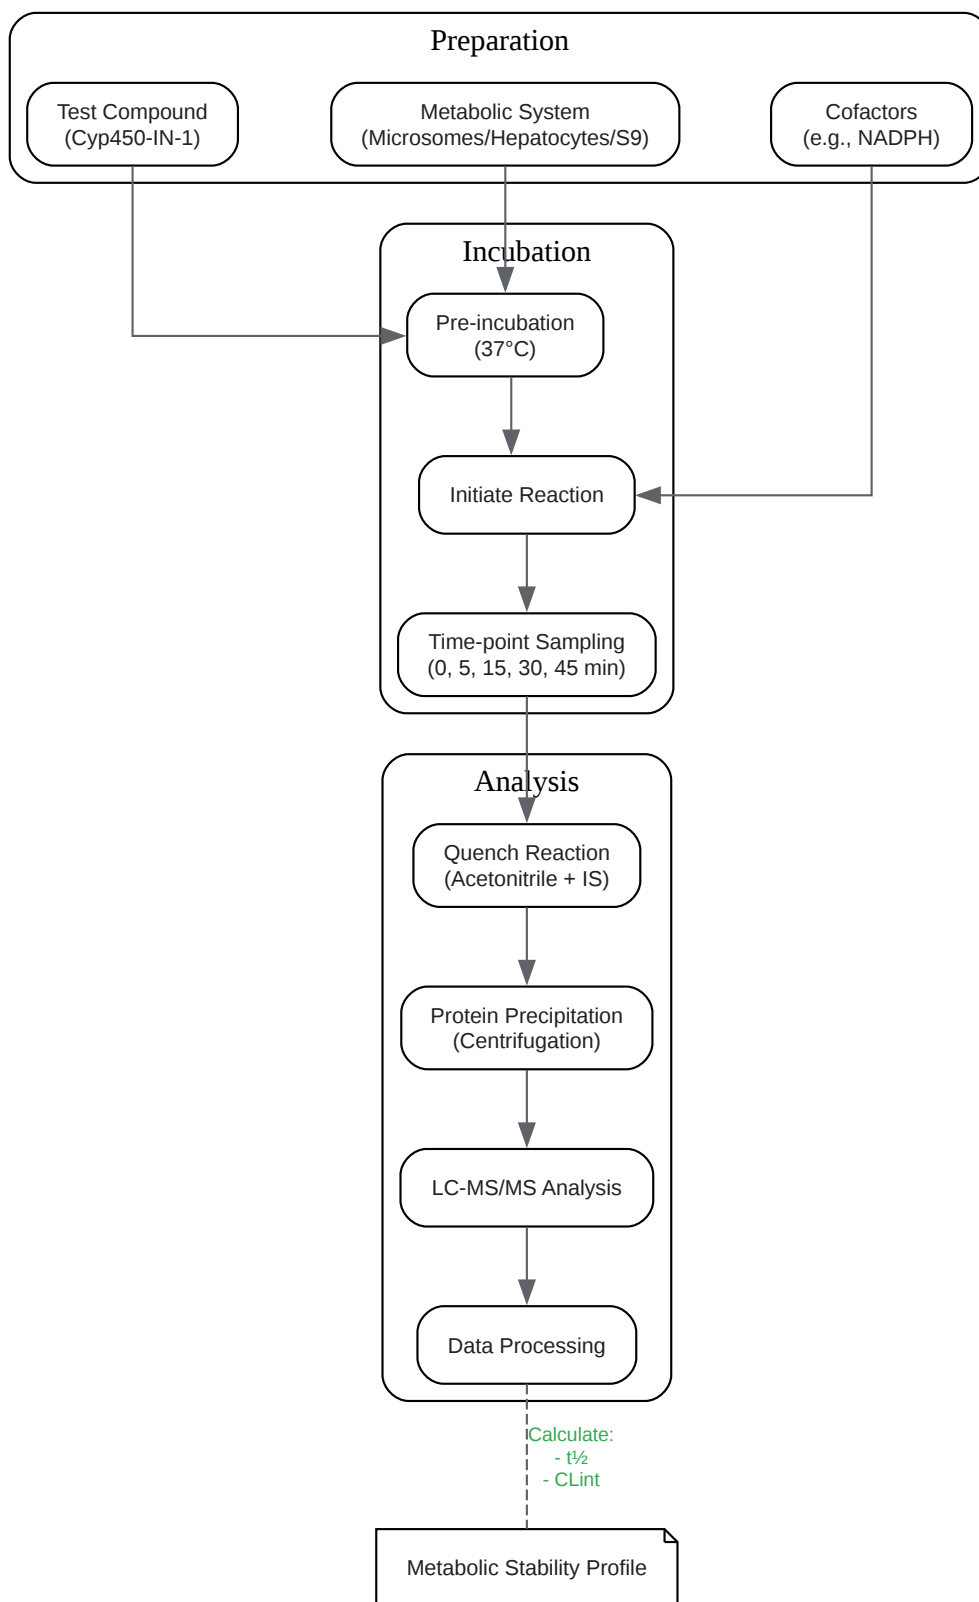 Preparation
Test Compound
(Cyp450-IN-1)
Metabolic System
(Microsomes/Hepatocytes/S9)
Cofactors
(e.g., NADPH)
Incubation
Pre-incubation
(37°C)
Initiate Reaction
Time-point Sampling
(0, 5, 15, 30, 45 min)
Analysis
Quench Reaction
(Acetonitrile + IS)
Protein Precipitation
(Centrifugation)
LC-MS/MS Analysis
Data Processing
Calculate:
- t½
- CLint
Metabolic Stability Profile